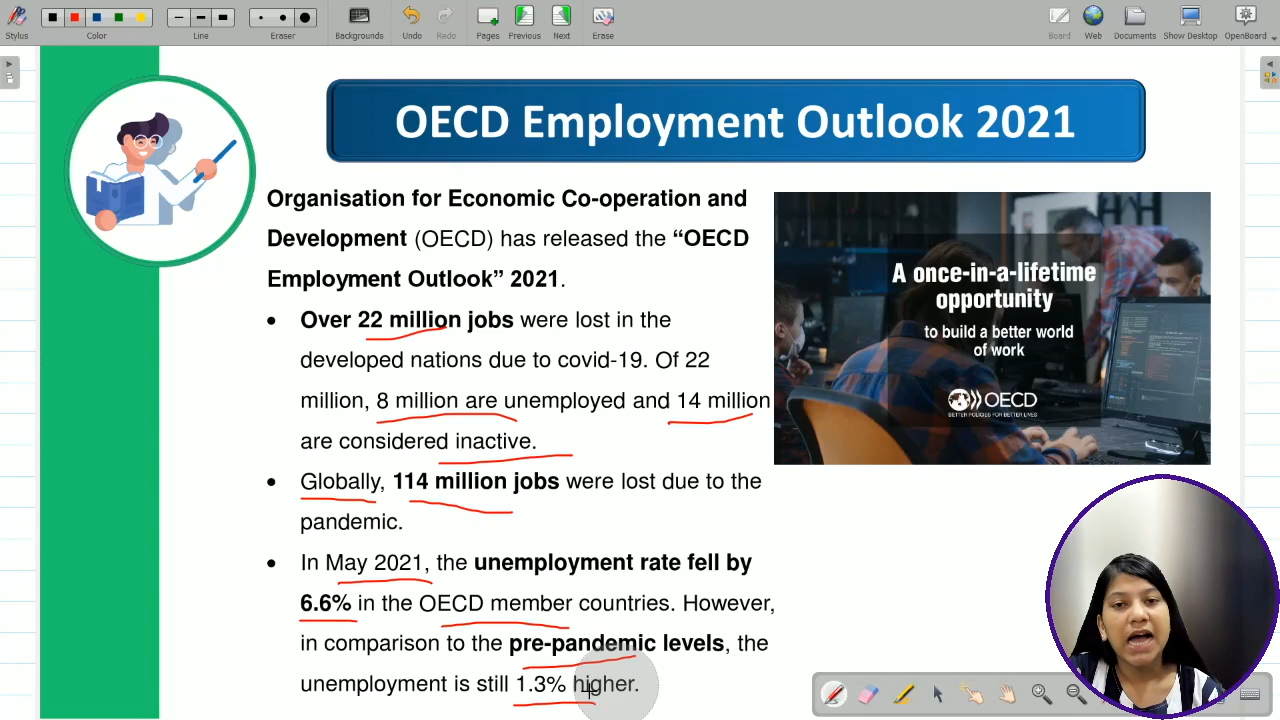 Stylus
Color
Line
Eraser
Backgrounds
Undo
Redo
Pages
Previous
Next
Erase
Board
Web
Documents
Show Desktop
OpenBoard
OECD Employment Outlook 2021
Organisation for Economic Co-operation and
Development (OECD) has released the “OECD
Employment Outlook” 2021.
• Over 22 million jobs were lost in the
developed nations due to covid-19. Of 22
million, 8 million are unemployed and 14 million
are considered inactive.
• Globally, 114 million jobs were lost due to the
pandemic.
• In May 2021, the unemployment rate fell by
6.6% in the OECD member countries. However,
in comparison to the pre-pandemic levels, the
unemployment is still 1.3% higher.
A once-in-a-lifetime
opportunity
to build a better world
of work
OECD
BETTER POLICIES FOR BETTER LIVES